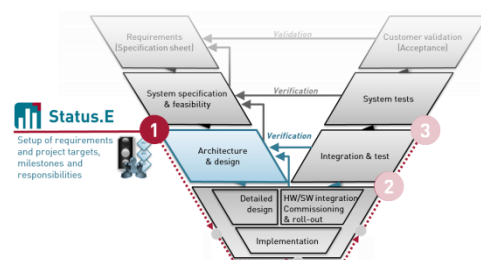 Requirements
(Specification sheet)
Validation
Customer validation
(Acceptance)
System specification
& feasibility
Verification
System tests
Status.E
1
3
Setup of requirements
and project targets,
milestones and
responsibilities
Architecture
& design
Verification
Integration & test
2
Detailed
design
HW/SW integration
Commissioning
& roll-out
Implementation